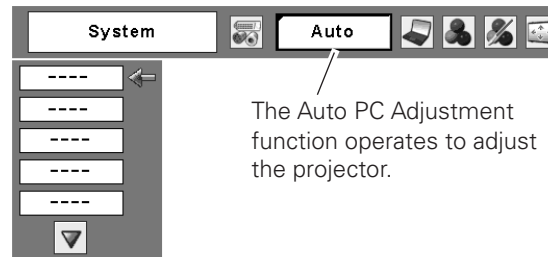 System
Auto
----
----
----
----
----
The Auto PC Adjustment
function operates to adjust
the projector.